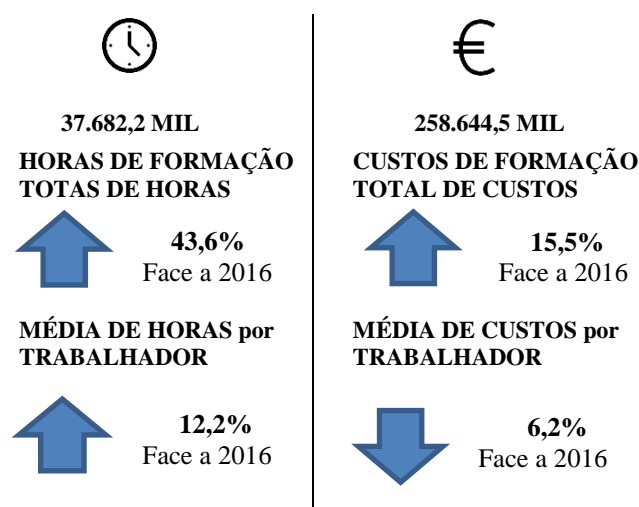 37.682,2 MIL
HORAS DE FORMAÇÃO
TOTAS DE HORAS
43,6%
Face a 2016
MÉDIA DE HORAS por
TRABALHADOR
12,2%
Face a 2016
€
258.644,5 MIL
CUSTOS DE FORMAÇÃO
TOTAL DE CUSTOS
15,5%
Face a 2016
MÉDIA DE CUSTOS por
TRABALHADOR
6,2%
Face a 2016